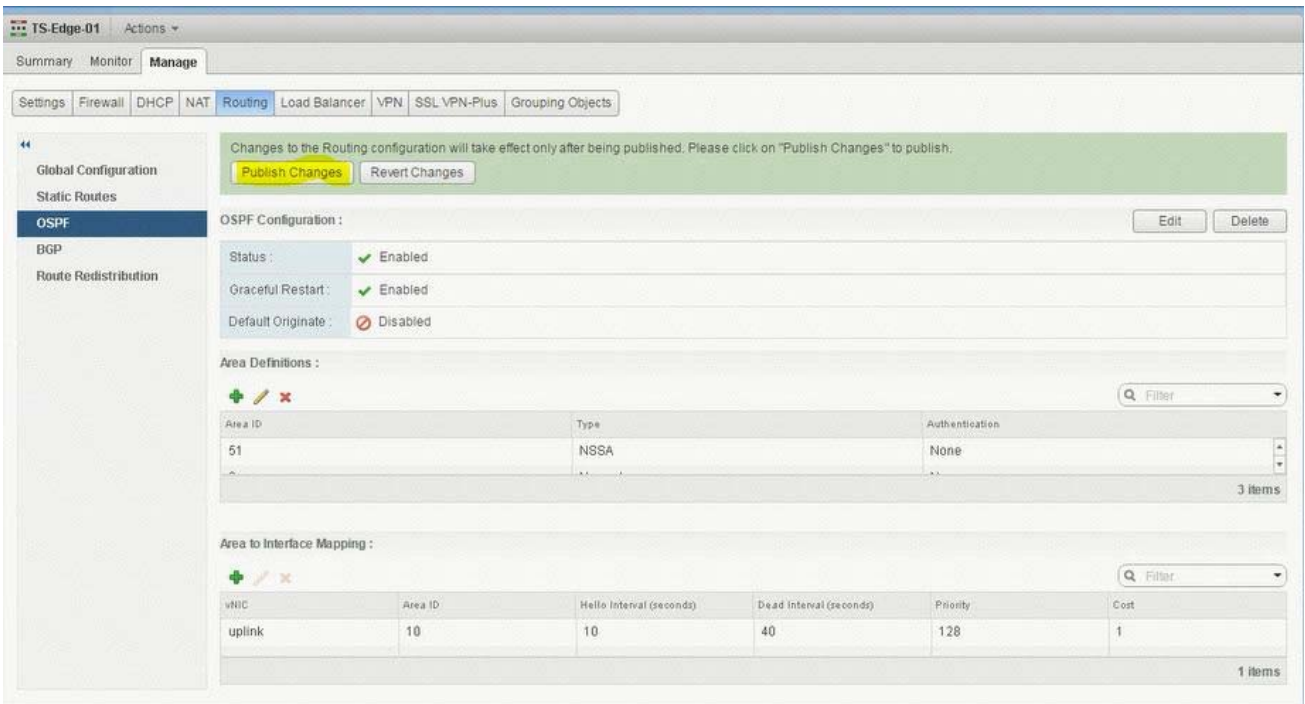 TS-Edge-01 Actions
Summary Monitor Manage
Settings Firewall DHCP NAT Routing Load Balancer VPN SSL VPN-Plus Grouping Objects
Changes to the Routing configuration will take effect only after being published. Please click on "Publish Changes" to publish.
Publish Changes Revert Changes
Global Configuration
Static Routes
OSPF
BGP
Route Redistribution
OSPF Configuration :
Edit Delete
Status : Enabled
Graceful Restart : Enabled
Default Originate : Disabled
Area Definitions :
Filter
Area ID Type Authentication
51 NSSA None
3 items
Area to Interface Mapping :
Filter
vNIC Area ID Hello Interval (seconds) Dead Interval (seconds) Priority Cost
uplink 10 10 40 128 1
1 items